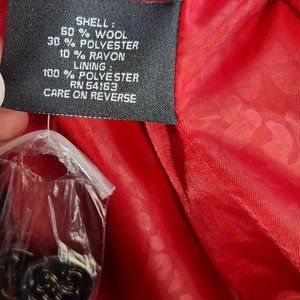 SHELL :
60 % WOOL
30 % POLYESTER
10 % RAYON
LINING :
100 % POLYESTER
RN 54163
CARE ON REVERSE